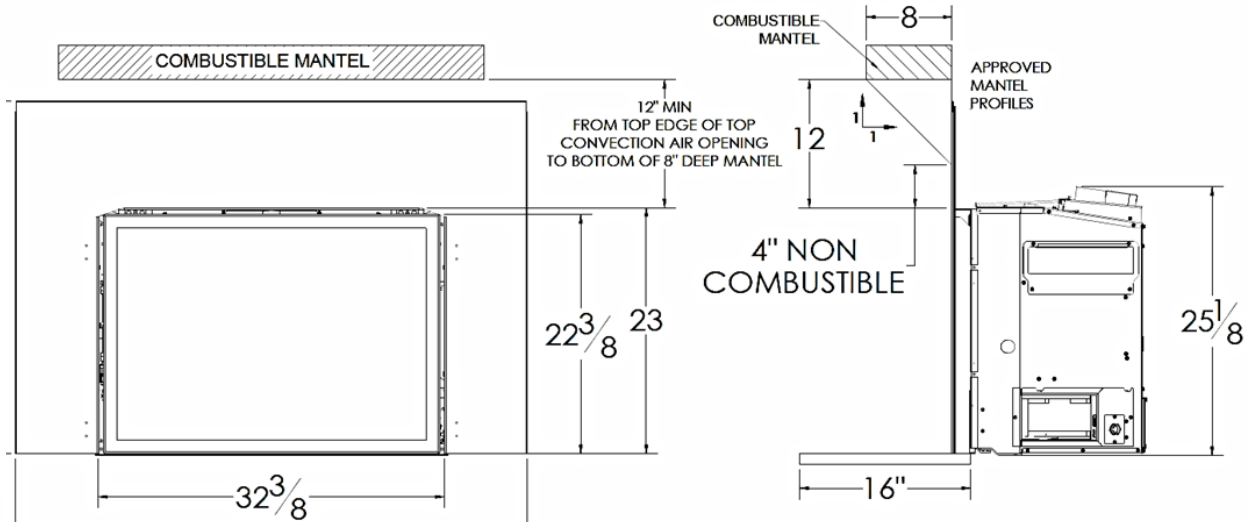 COMBUSTIBLE MANTEL
12" MIN
FROM TOP EDGE OF TOP
CONVECTION AIR OPENING
TO BOTTOM OF 8" DEEP MANTEL
22 3/8
23
32 3/8
COMBUSTIBLE
MANTEL
8
APPROVED
MANTEL
PROFILES
1
1
12
4" NON
COMBUSTIBLE
25 1/8
16"